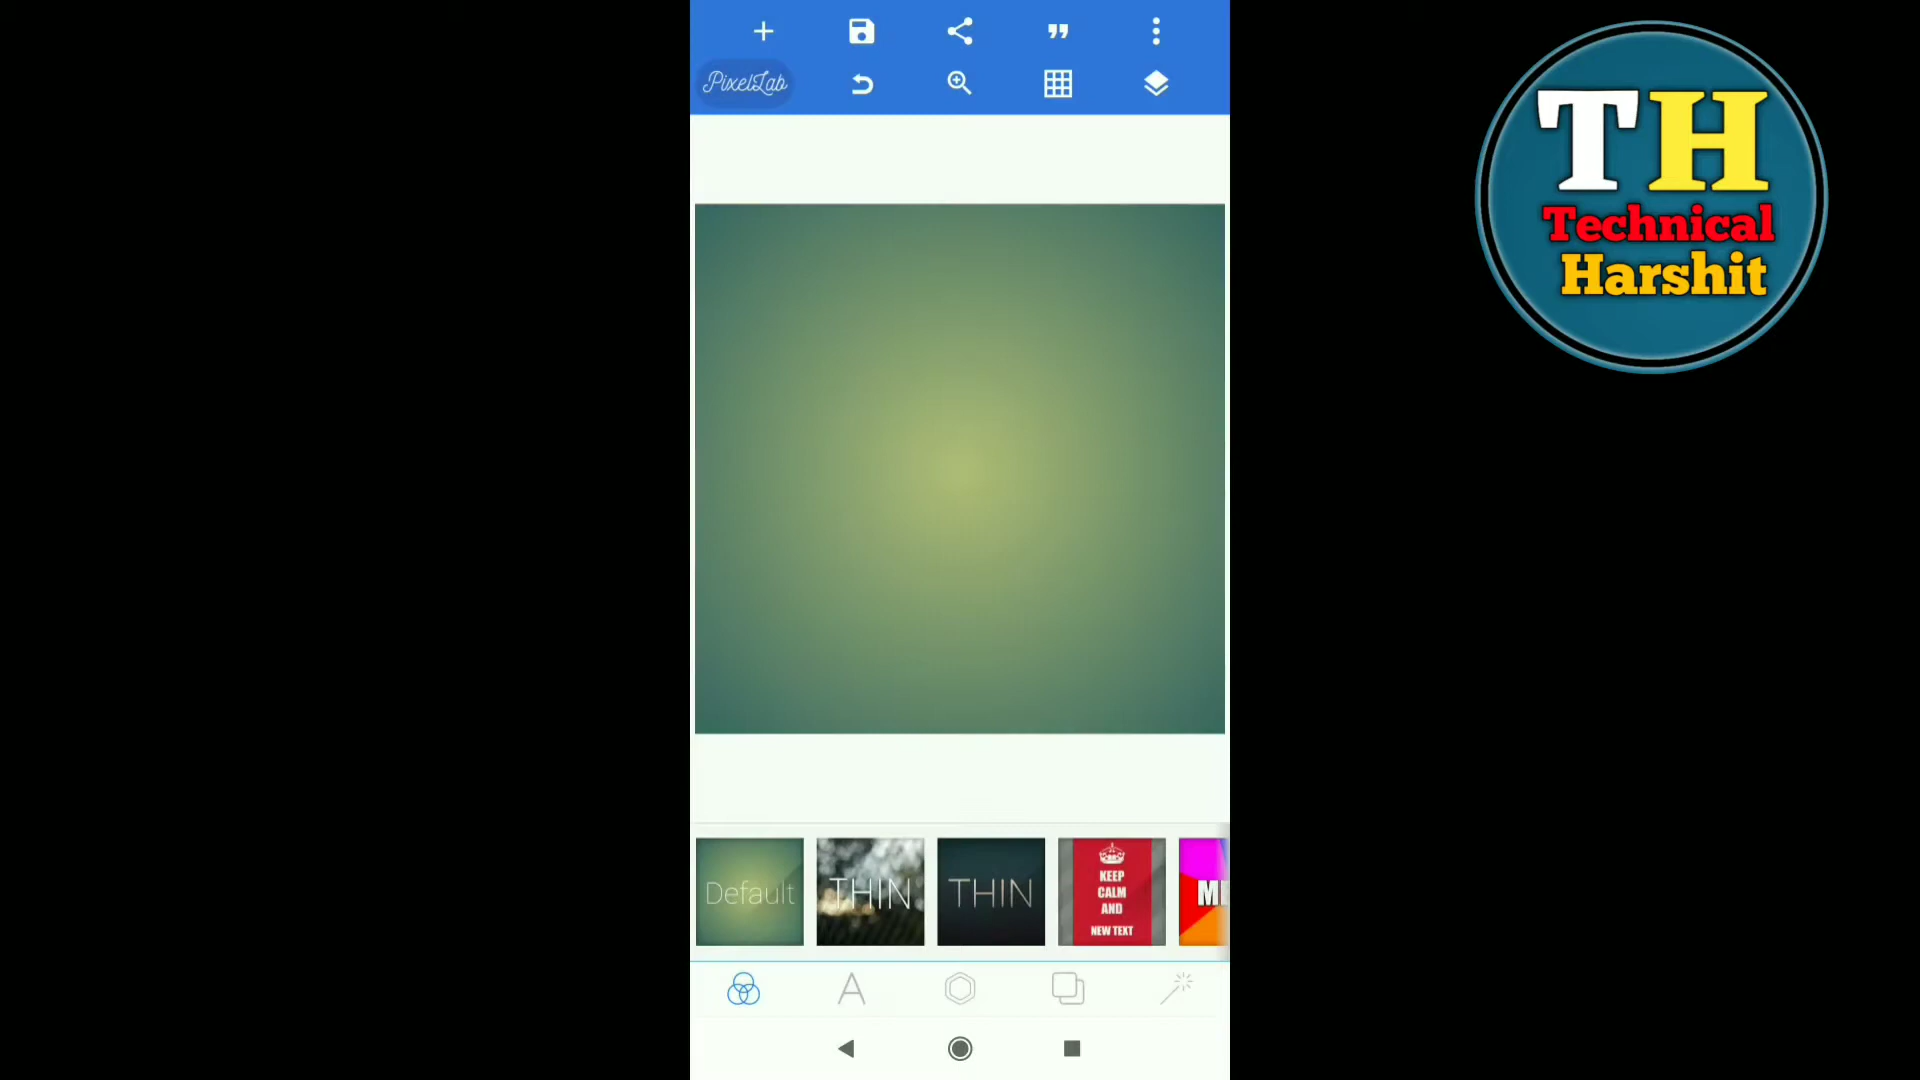 PixelLab
TH
Technical
Harshit
Default
THIN
THIN
KEEP
CALM
AND
NEW TEXT